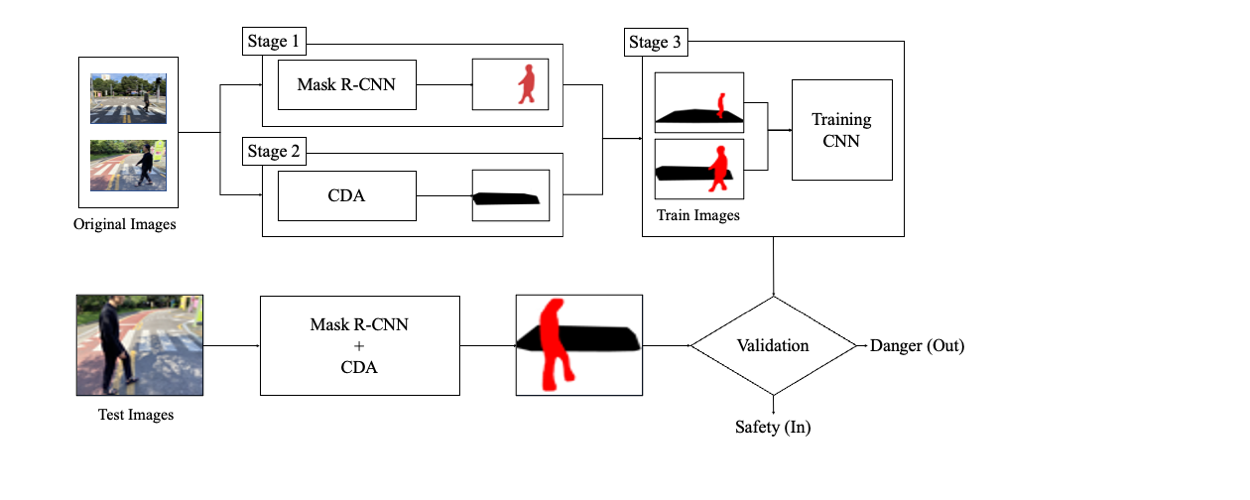 Stage 1
Mask R-CNN
Stage 2
CDA
Original Images
Stage 3
Training
CNN
Train Images
Mask R-CNN
+
CDA
Test Images
Validation
Danger (Out)
Safety (In)